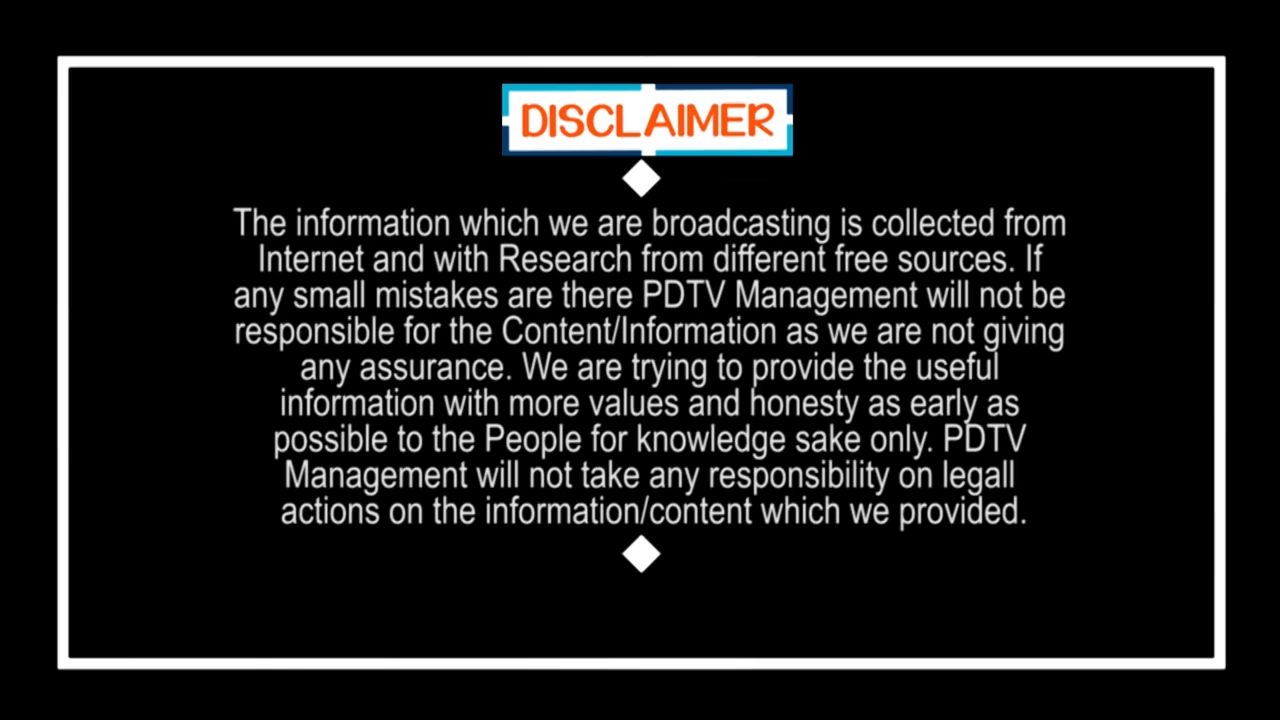 DISCLAIMER
The information which we are broadcasting is collected from
Internet and with Research from different free sources. If
any small mistakes are there PDTV Management will not be
responsible for the Content/Information as we are not giving
any assurance. We are trying to provide the useful
information with more values and honesty as early as
possible to the People for knowledge sake only. PDTV
Management will not take any responsibility on legall
actions on the information/content which we provided.